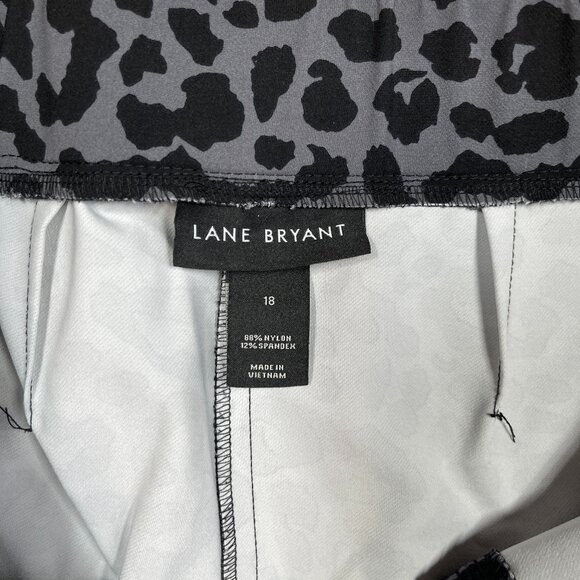 LANE BRYANT
18
88% NYLON
12% SPANDEX
MADE IN
VIETNAM